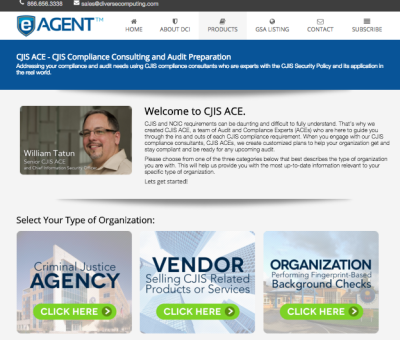 866.868.3338 sales@diversecomputing.com
eAGENT™
HOME ABOUT DCI PRODUCTS GSA LISTING CONTACT SUBSCRIBE
CJIS ACE - CJIS Compliance Consulting and Audit Preparation
Addressing your compliance and audit needs using CJIS compliance consultants who are experts with the CJIS Security Policy and its application in
the real world.
Welcome to CJIS ACE.
CJIS and NCIC requirements can be daunting and difficult to fully understand. That's why we
created CJIS ACE, a team of Audit and Compliance Experts (ACEs) who are here to guide you
through the ins and outs of each CJIS compliance requirement. When you engage with our CJIS
compliance consultants, CJIS ACEs, we create customized plans to help your organization get and
stay compliant and be ready for any upcoming audit.
Please choose from one of the three categories below that best describes the type of organization
you are with. This will help us provide you with the most up-to-date information relevant to your
specific type of organization.
Lets get started!
William Tatun
Senior CJIS ACE
and Chief Information Security Officer
Select Your Type of Organization:
Criminal Justice
AGENCY
CLICK HERE
VENDOR
Selling CJIS Related
Products or Services
CLICK HERE
ORGANIZATION
Performing Fingerprint-Based
Background Checks
CLICK HERE